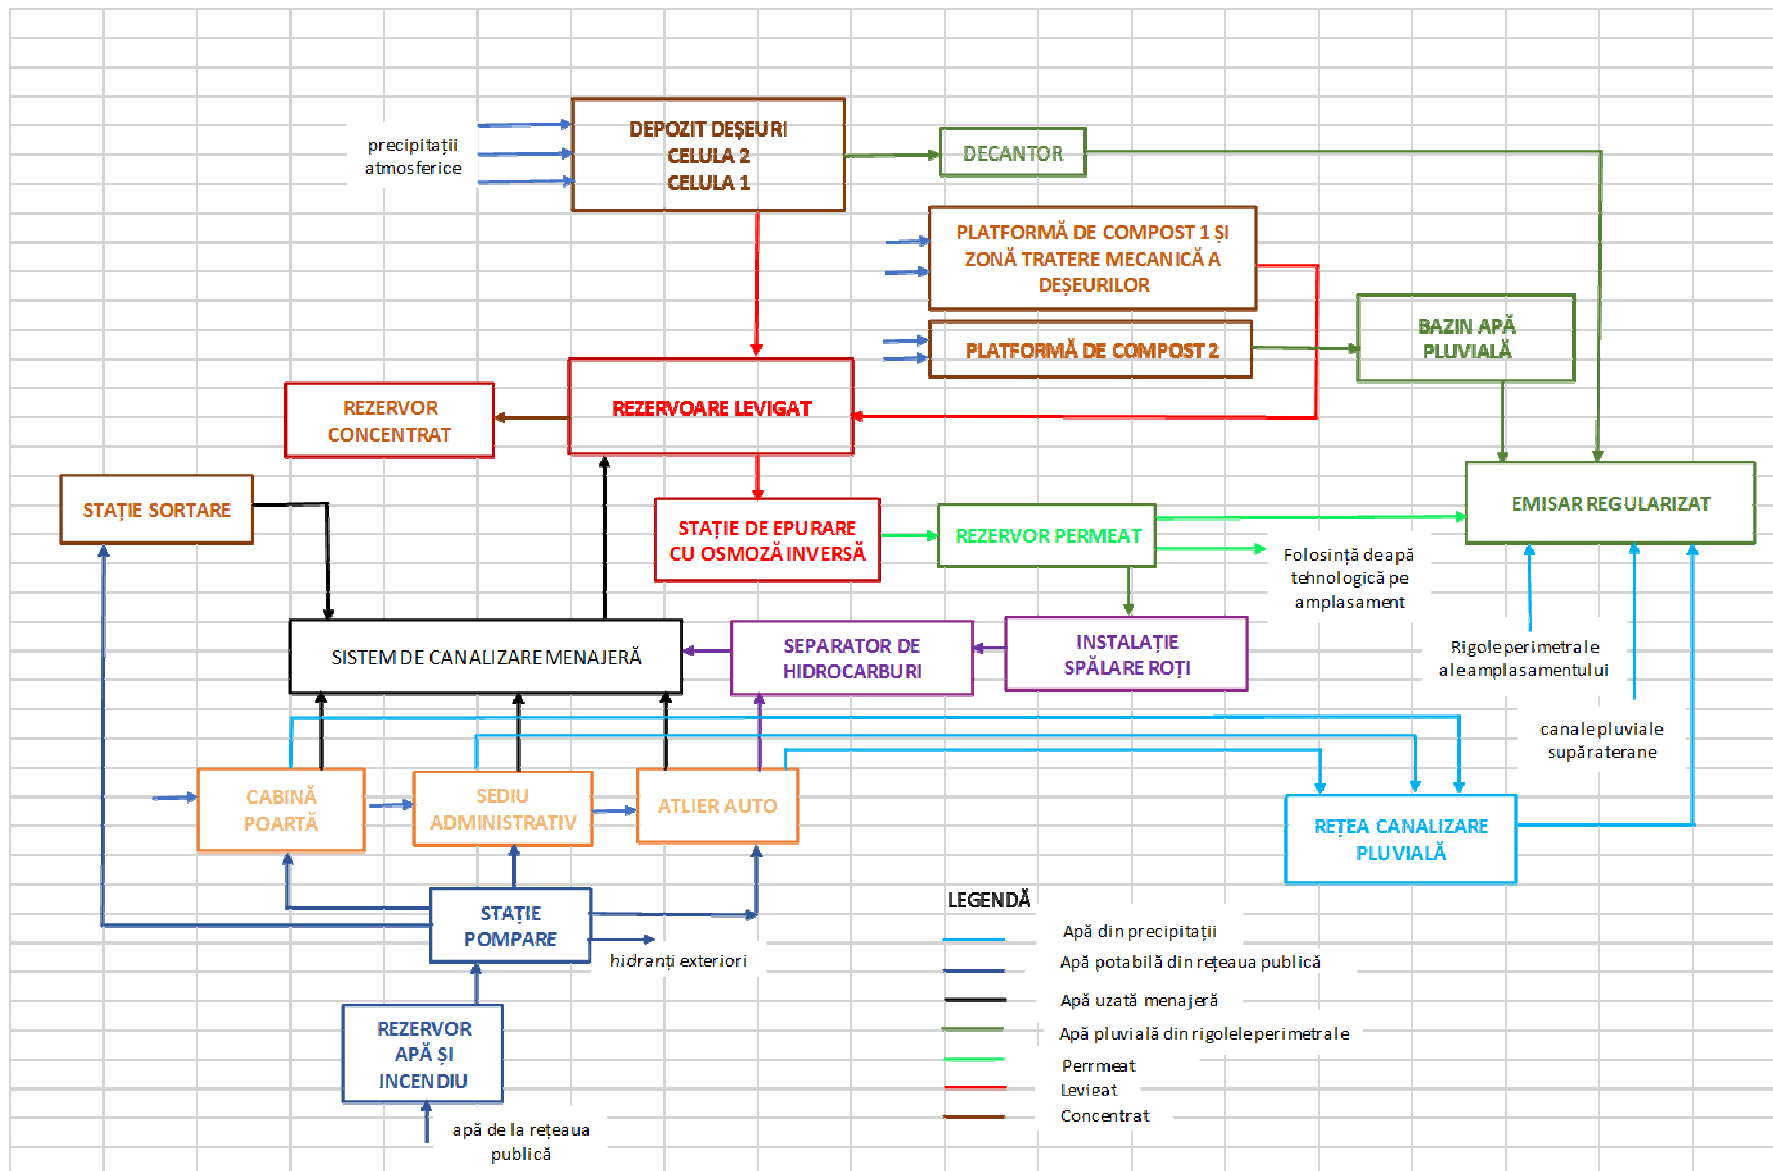 precipitații
atmosferice
DEPOZIT DEȘEURI
CELULA 2
CELULA 1
DECANTOR
PLATFORMĂ DE COMPOST 1 ȘI
ZONĂ TRATERE MECANICĂ A
DEȘEURILOR
PLATFORMĂ DE COMPOST 2
BAZIN APĂ
PLUVIALĂ
REZERVOR
CONCENTRAT
REZERVOARE LEVIGAT
STAȚIE SORTARE
STAȚIE DE EPURARE
CU OSMOZĂ INVERSĂ
REZERVOR PERMEAT
EMISAR REGULARIZAT
Folosință de apă
tehnologică pe
amplasament
SISTEM DE CANALIZARE MENAJERĂ
SEPARATOR DE
HIDROCARBURI
INSTALAȚIE
SPĂLARE ROȚI
Rigole perimetrale
ale amplasamentului
canale pluviale
supăraterane
CABINĂ
POARTĂ
SEDIU
ADMINISTRATIV
ATLIER AUTO
REȚEA CANALIZARE
PLUVIALĂ
STAȚIE
POMPARE
hidranți exteriori
REZERVOR
APĂ ȘI
INCENDIU
apă de la rețeaua
publică
LEGENDĂ
Apă din precipitații
Apă potabilă din rețeaua publică
Apă uzată menajeră
Apă pluvială din rigolele perimetrale
Perrmeat
Levigat
Concentrat